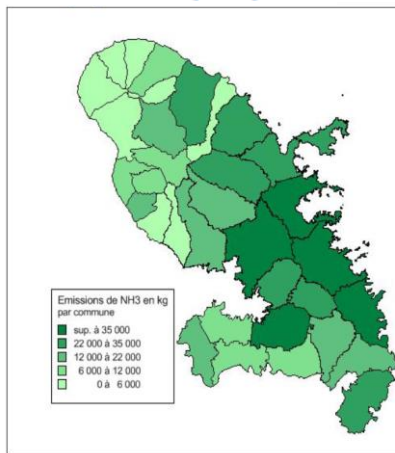 Emissions de NH3 en kg
par commune
sup. à 35 000
22 000 à 35 000
12 000 à 22 000
6 000 à 12 000
0 à 6 000